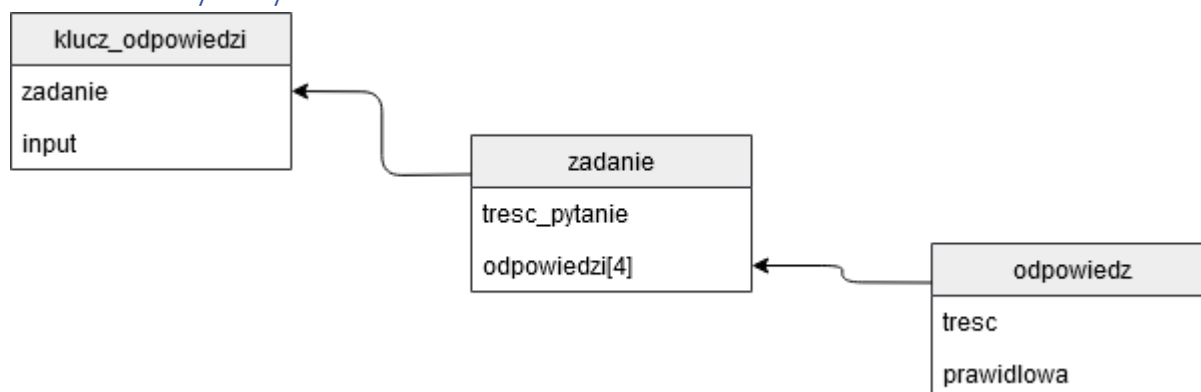 klucz_odpowiedzi
zadanie
input
zadanie
tresc_pytanie
odpowiedzi[4]
odpowiedz
tresc
prawidlowa